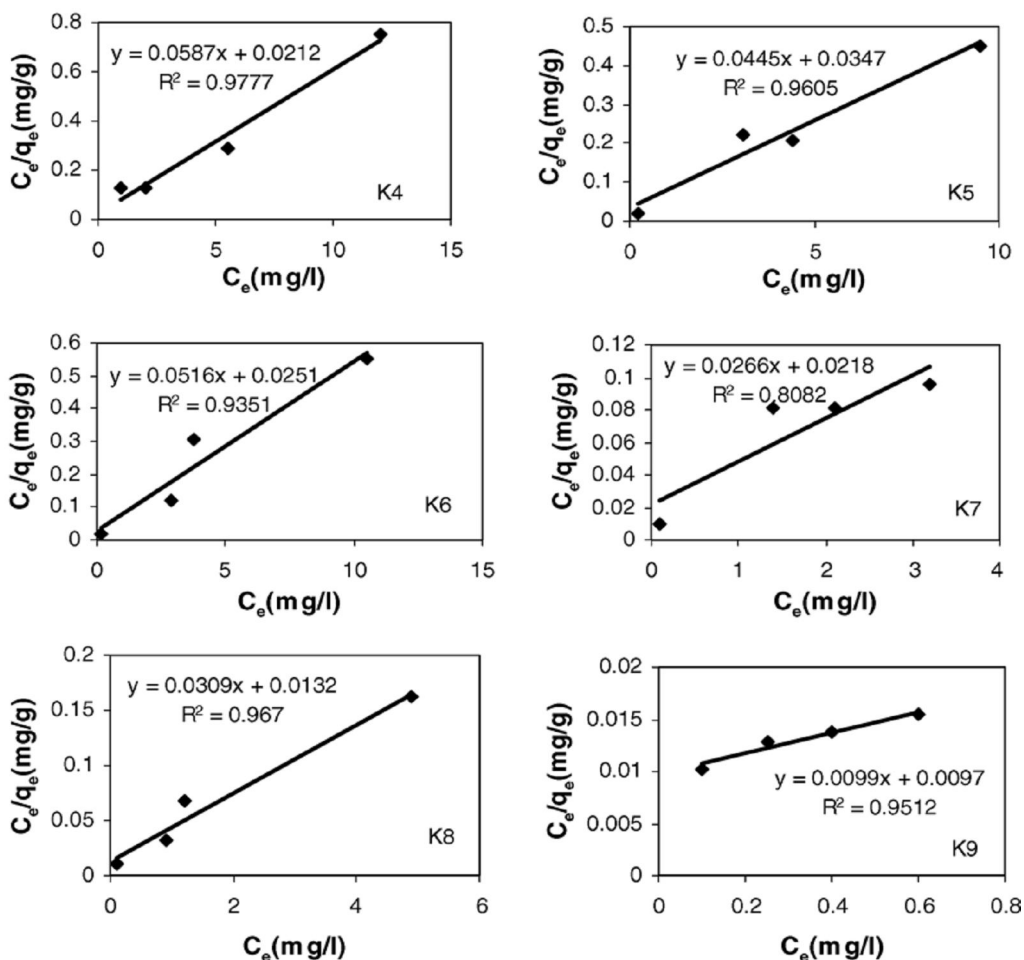 C_e/q_e(mg/g)
0.8
0.6
0.4
0.2
0
y = 0.0587x + 0.0212
R² = 0.9777
K4
0
5
10
15
C_e(mg/l)
C_e/q_e(mg/g)
0.5
0.4
0.3
0.2
0.1
0
y = 0.0445x + 0.0347
R² = 0.9605
K5
0
5
10
C_e(mg/l)
C_e/q_e(mg/g)
0.6
0.5
0.4
0.3
0.2
0.1
0
y = 0.0516x + 0.0251
R² = 0.9351
K6
0
5
10
15
C_e(mg/l)
C_e/q_e(mg/g)
0.12
0.1
0.08
0.06
0.04
0.02
0
y = 0.0266x + 0.0218
R² = 0.8082
K7
0
1
2
3
4
C_e(mg/l)
C_e/q_e(mg/g)
0.2
0.15
0.1
0.05
0
y = 0.0309x + 0.0132
R² = 0.967
K8
0
2
4
6
C_e(mg/l)
C_e/q_e(mg/g)
0.02
0.015
0.01
0.005
0
y = 0.0099x + 0.0097
R² = 0.9512
K9
0
0.2
0.4
0.6
0.8
C_e(mg/l)